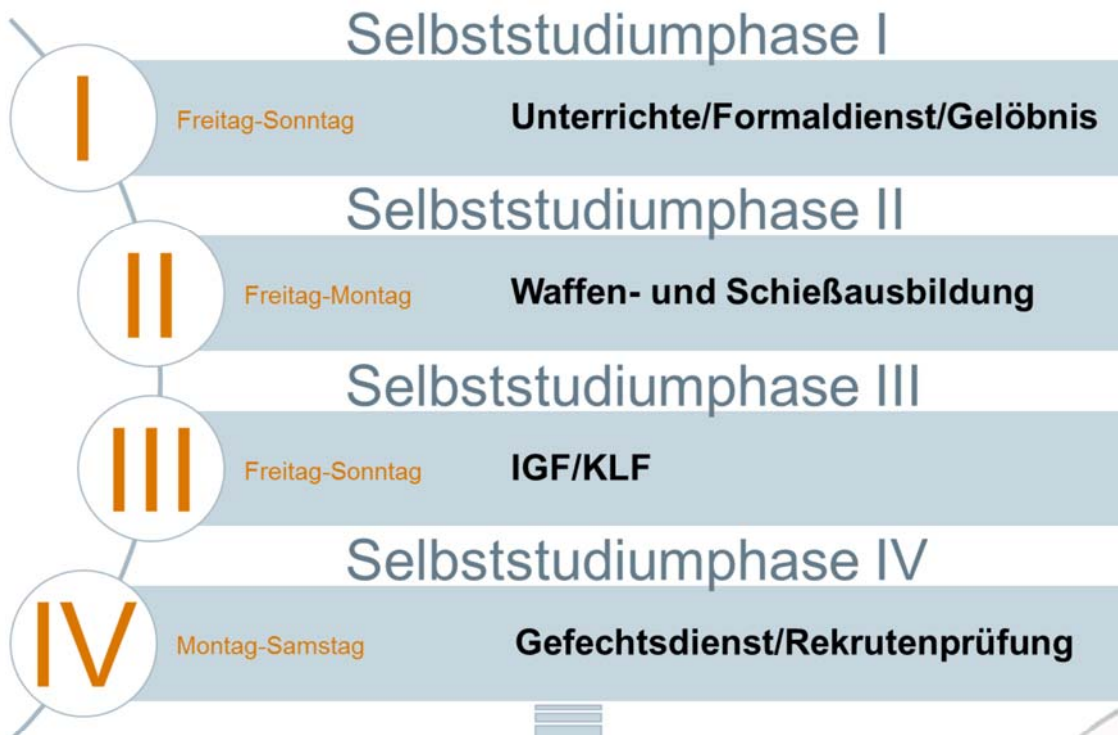 Selbststudiumphase I
I
Freitag-Sonntag
Unterrichte/Formaldienst/Gelöbnis
Selbststudiumphase II
II
Freitag-Montag
Waffen- und Schießausbildung
Selbststudiumphase III
III
Freitag-Sonntag
IGF/KLF
Selbststudiumphase IV
IV
Montag-Samstag
Gefechtsdienst/Rekrutenprüfung